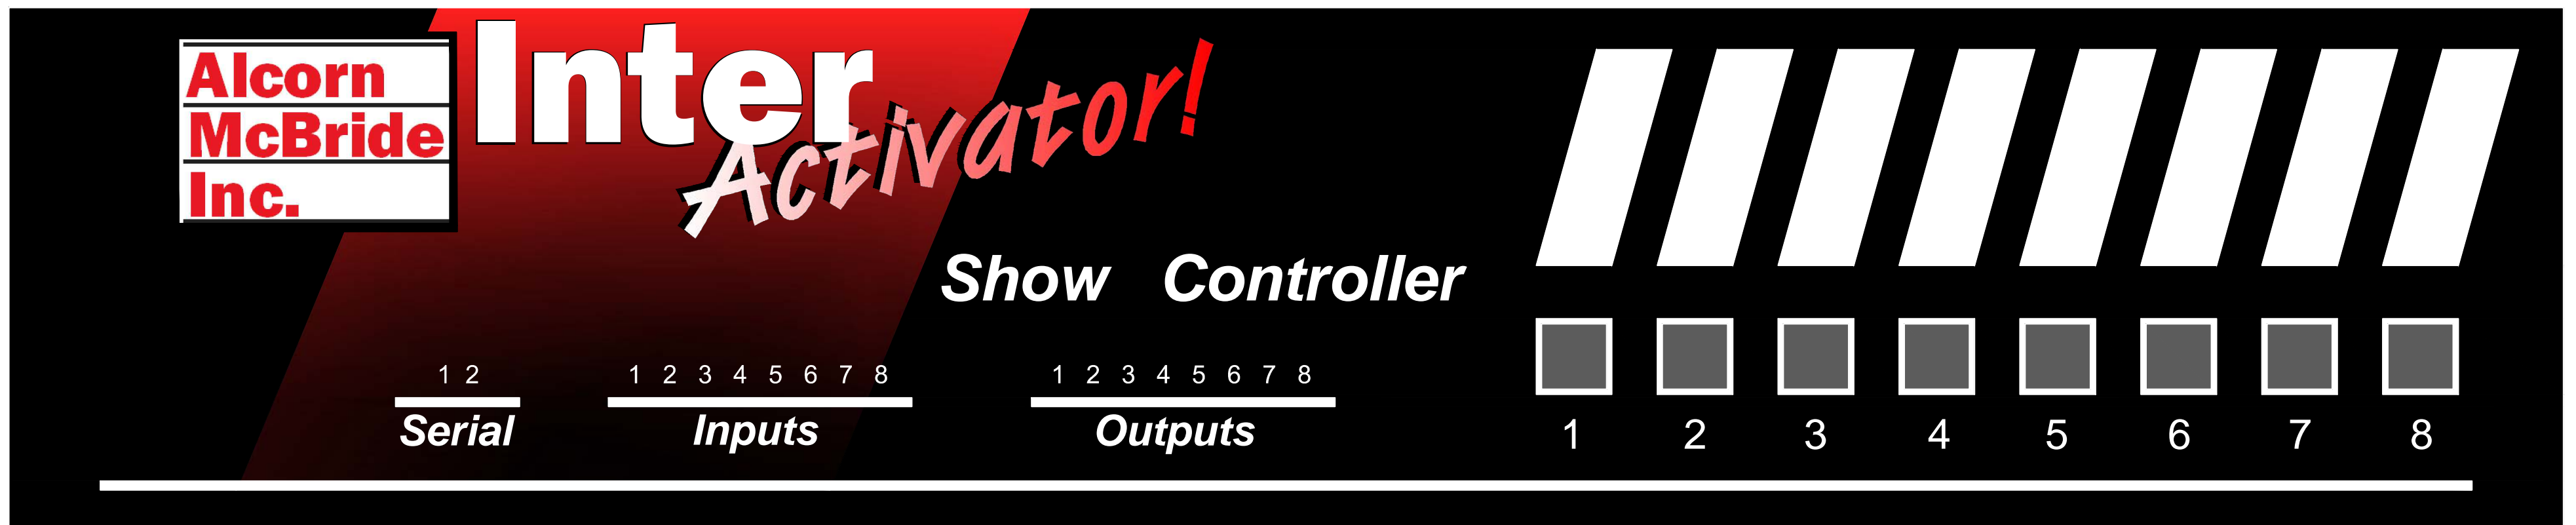 Alcorn
McBride
Inc.
Inter
Activator!
Show Controller
1 2
Serial
1 2 3 4 5 6 7 8
Inputs
1 2 3 4 5 6 7 8
Outputs
1 2 3 4 5 6 7 8